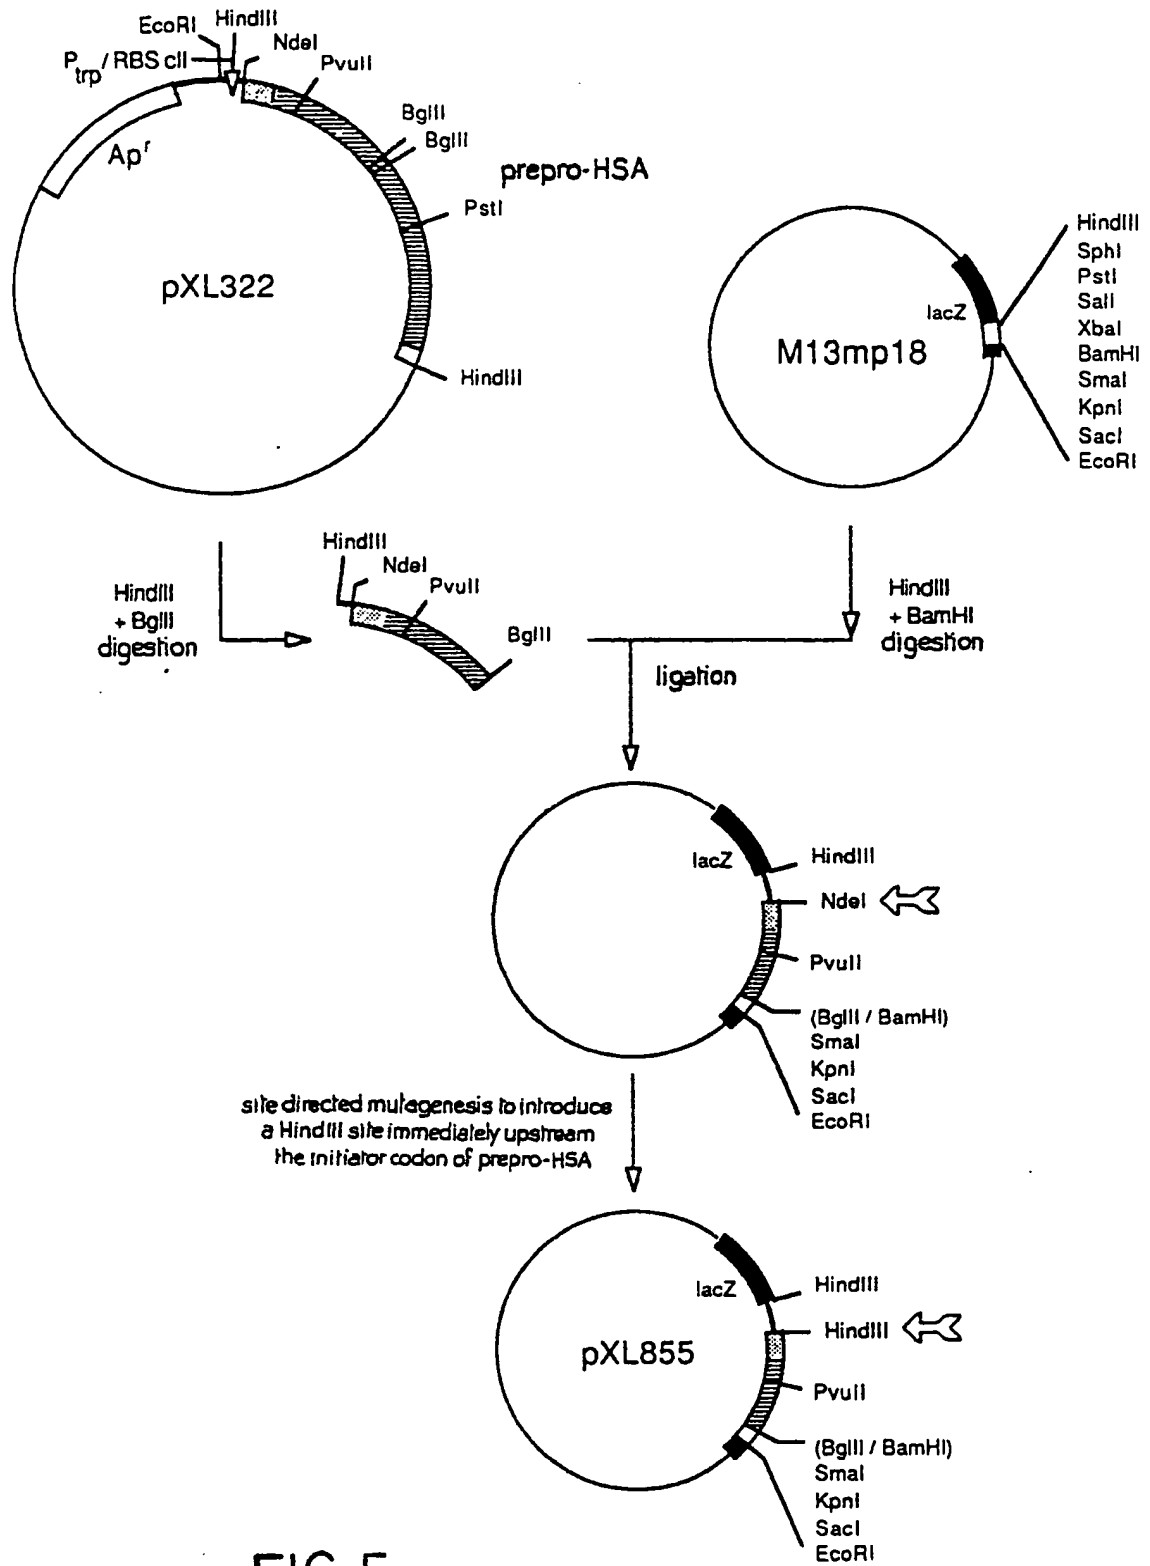 EcoRI
HindIII
Ptrp / RBS cII
NdeI
PvuII
BglII
BglII
prepro-HSA
PstI
Apr
pXL322
HindIII
lacZ
M13mp18
HindIII
SphI
PstI
SalI
XbaI
BamHI
SmaI
KpnI
SacI
EcoRI
HindIII
+ BglII
digestion
HindIII
NdeI
PvuII
BglII
HindIII
+ BamHI
digestion
ligation
lacZ
HindIII
NdeI
PvuII
(BglII / BamHI)
SmaI
KpnI
SacI
EcoRI
site directed mutagenesis to introduce
a HindIII site immediately upstream
the initiator codon of prepro-HSA
lacZ
HindIII
HindIII
pXL855
PvuII
(BglII / BamHI)
SmaI
KpnI
SacI
EcoRI
FIG. 5